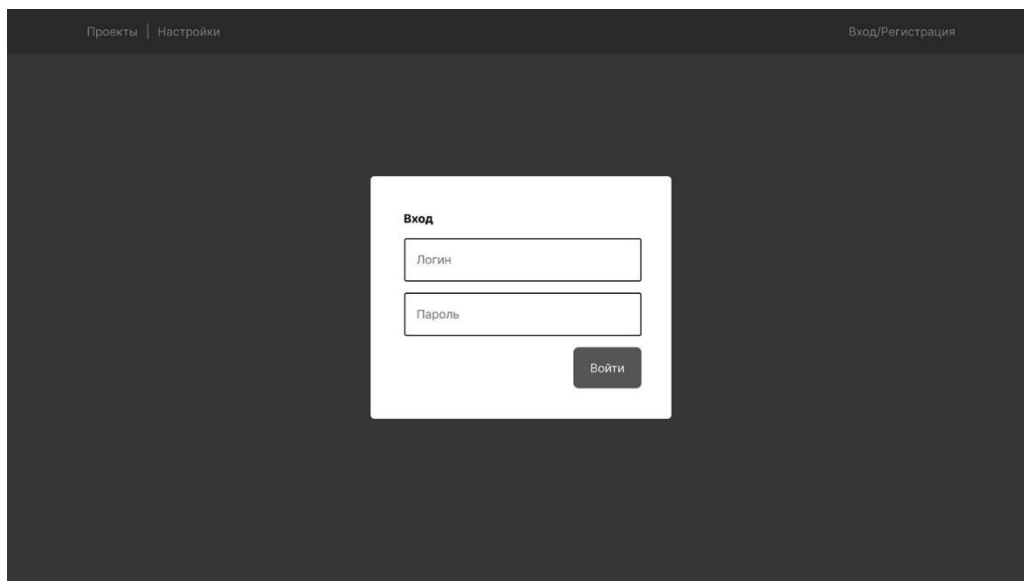 Проекты | Настройки Вход/Регистрация
Вход
Логин
Пароль
Войти